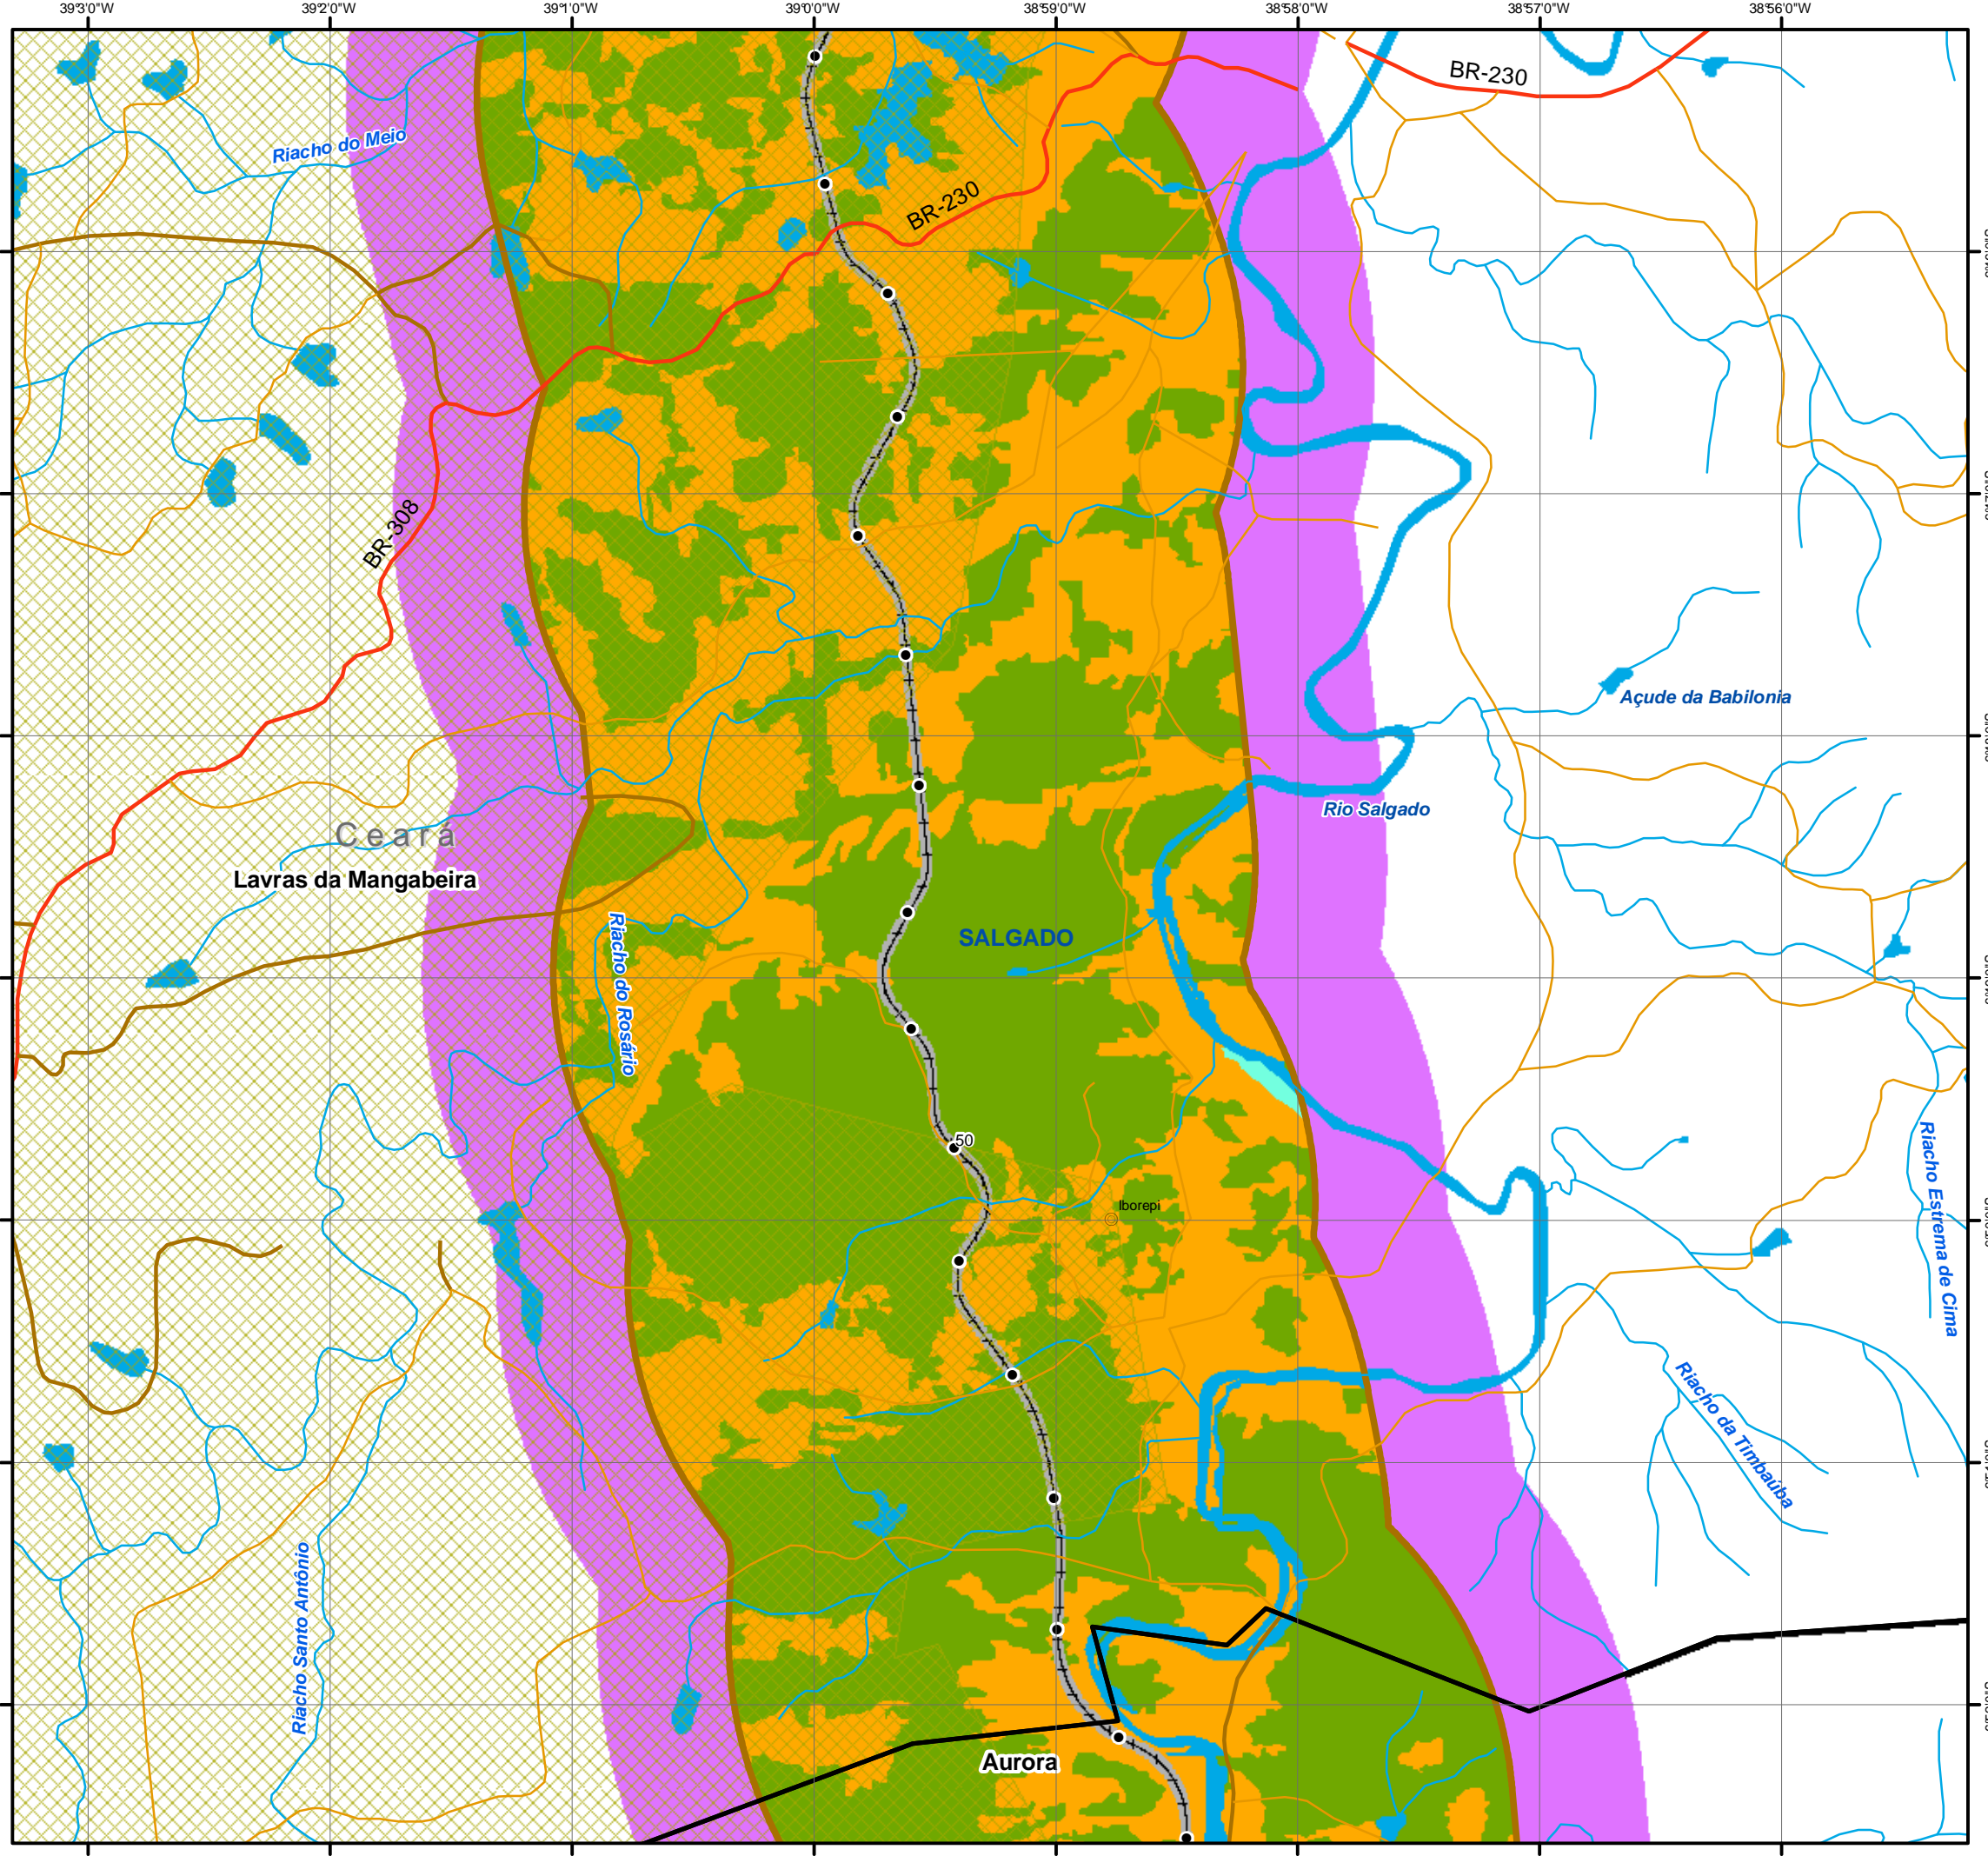 39°3'0"W
39°2'0"W
39°1'0"W
39°0'0"W
38°59'0"W
38°58'0"W
38°57'0"W
38°56'0"W
BR-230
Riacho do Meio
BR-230
BR-308
Açude da Babilonia
Rio Salgado
Ceará
Lavras da Mangabeira
Riacho do Rosário
SALGADO
50
Iborepi
Riacho Estrema de Cima
Riacho da Timbaúba
Riacho Santo Antônio
Aurora